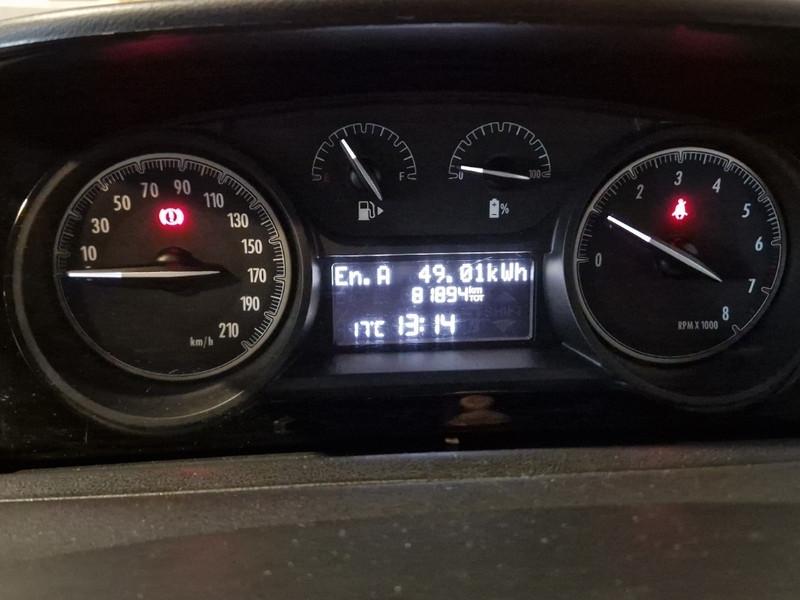 10 30 50 70 90 110 130 150 170 190 210
km/h
E F
0 100
%
En. A 49.01kWh
81894 km TOT
17°C 13:14
0 2 3 4 5 6 7 8
RPM X 1000